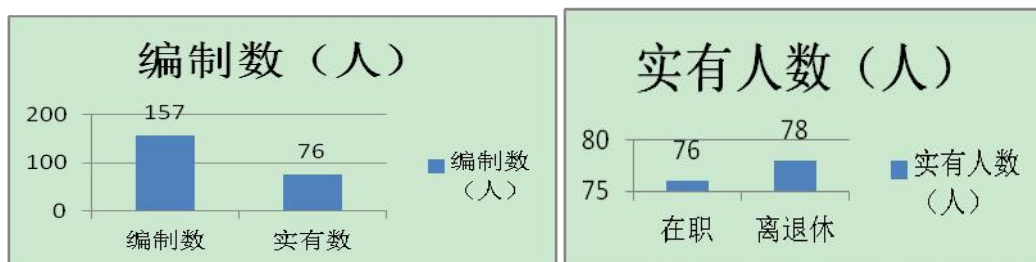 编制数（人）
200
157
100
76
0
编制数
实有数
编制数
（人）
实有人数（人）
80
76
78
75
在职
离退休
实有人数
（人）